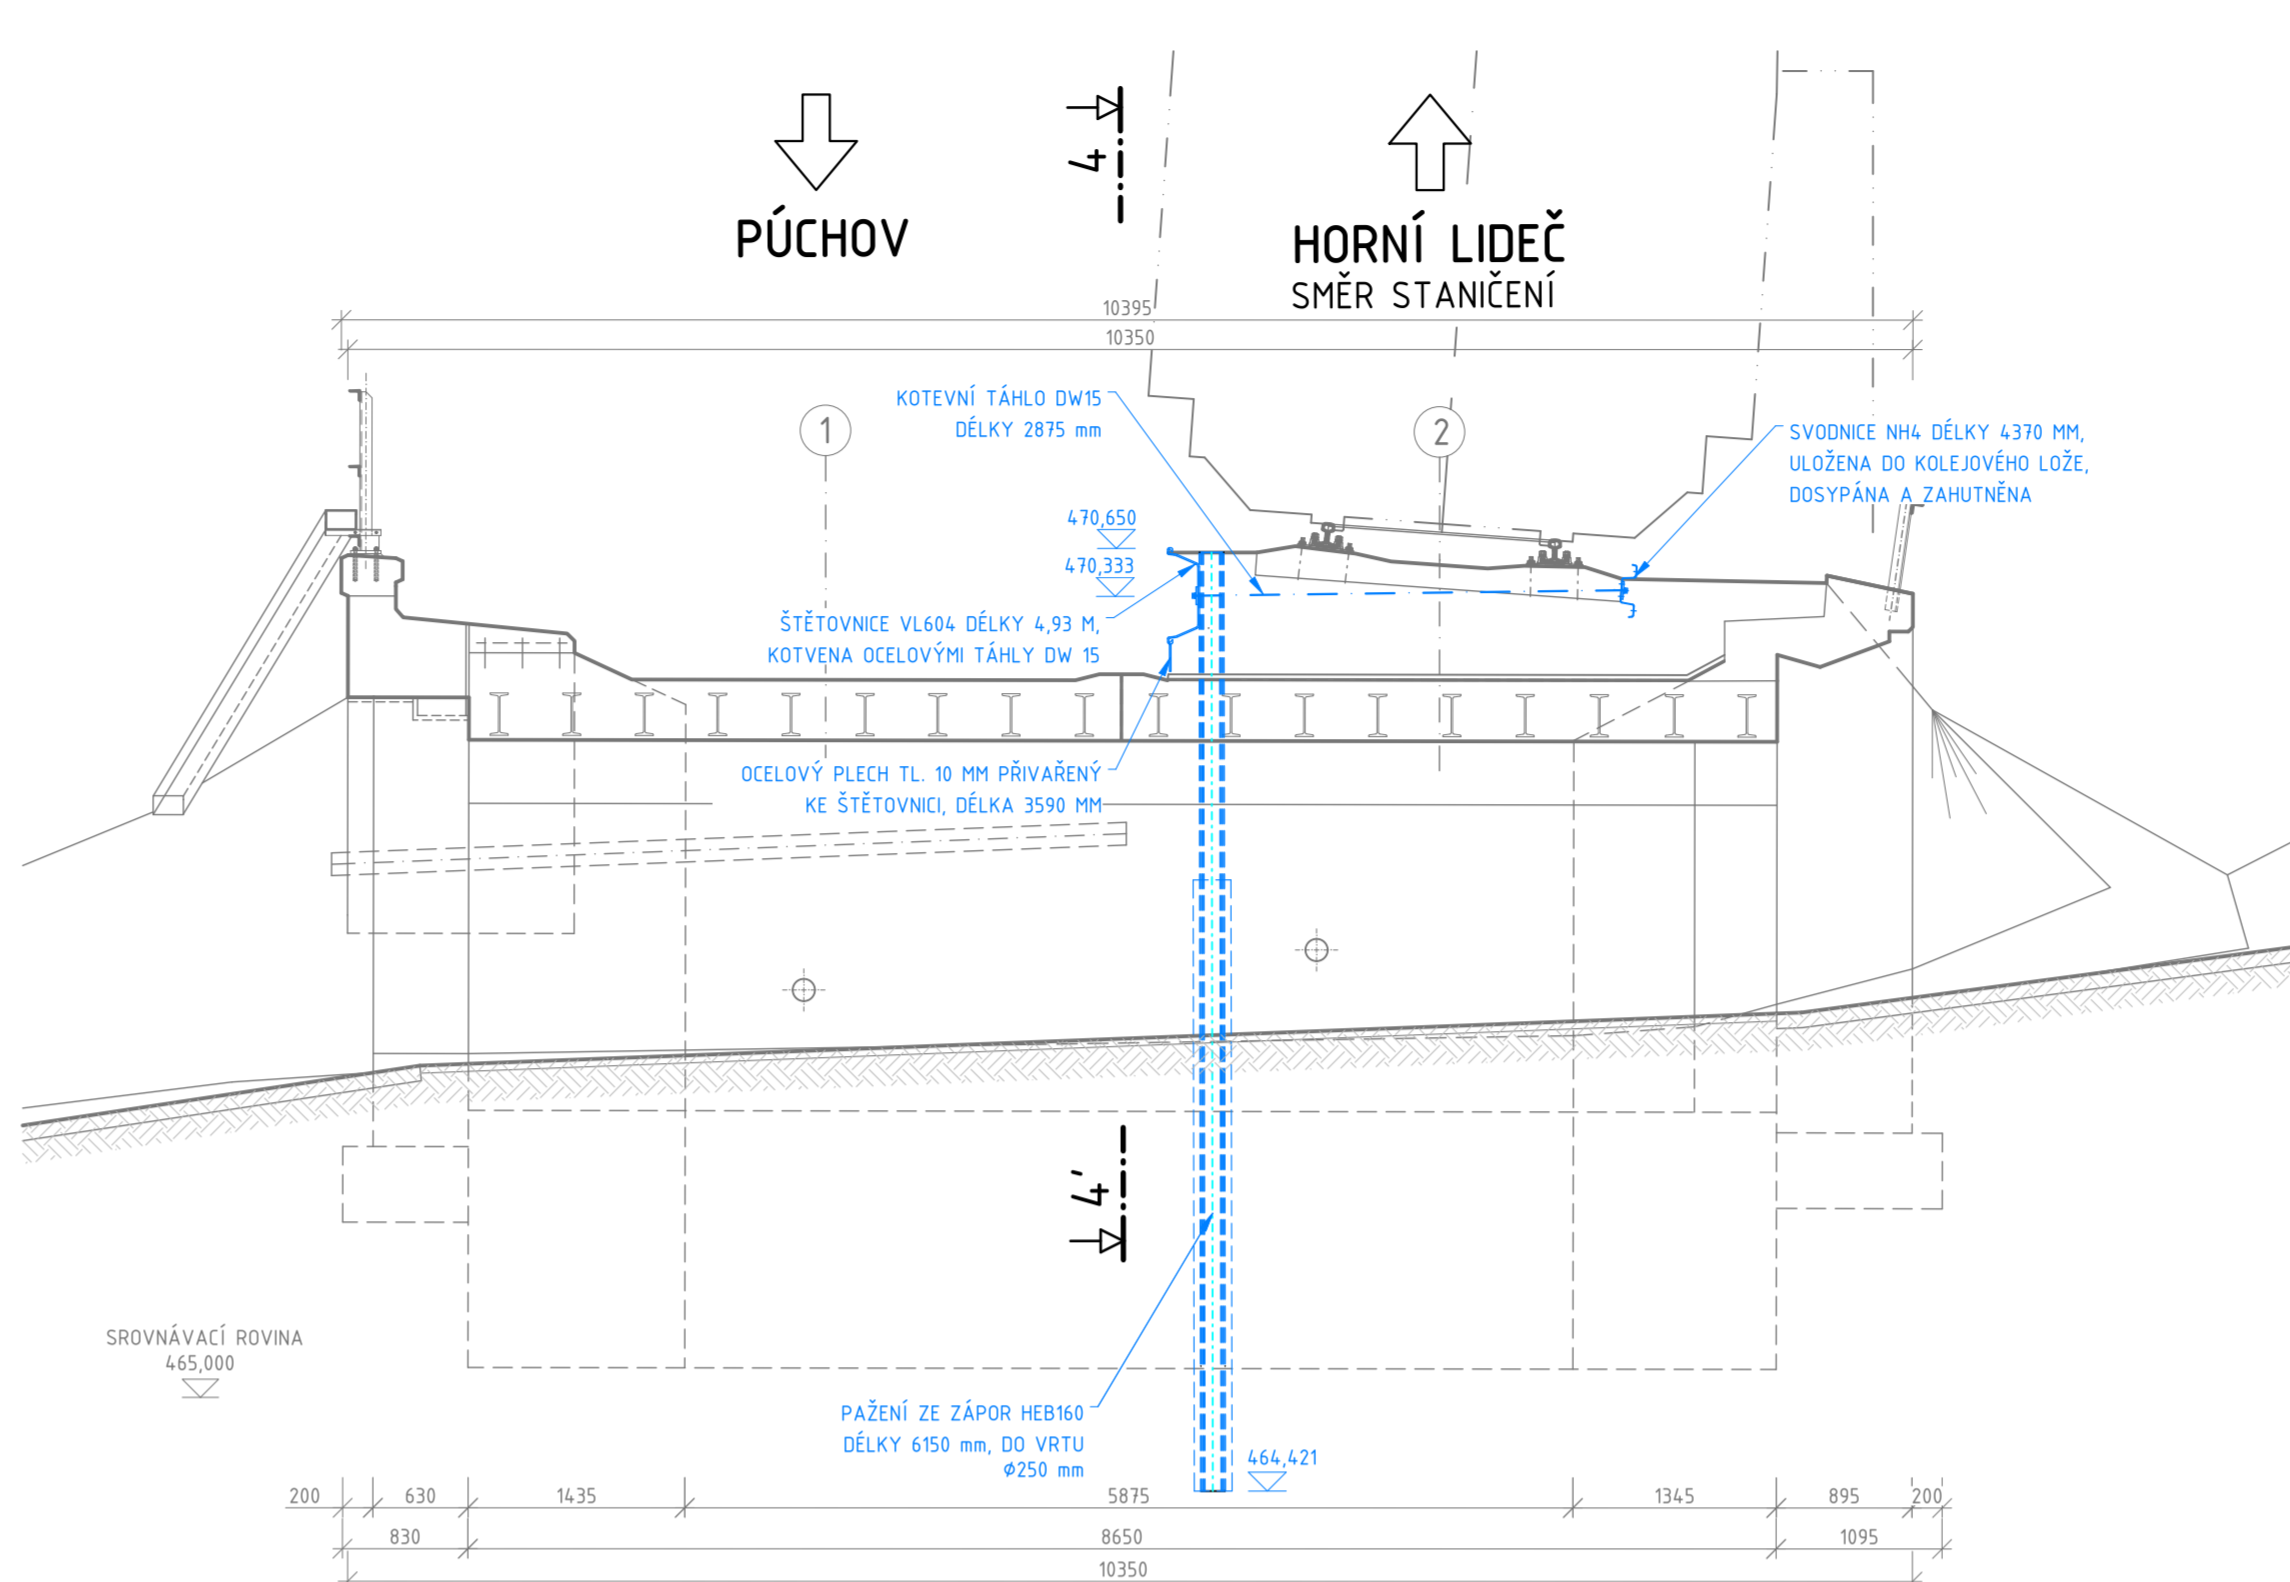 4
PÚCHOV
HORNÍ LIDEČ
SMĚR STANIČENÍ
10395
10350
KOTEVNÍ TÁHLO DW15
DÉLKY 2875 mm
1
2
SVODNICE NH4 DÉLKY 4370 MM,
ULOŽENA DO KOLEJOVÉHO LOŽE,
DOSYPÁNA A ZAHUTNĚNA
470,650
470,333
ŠTĚTOVNICE VL604 DÉLKY 4,93 M,
KOTVENA OCELOVÝMI TÁHLY DW 15
OCELOVÝ PLECH TL. 10 MM PŘIVAŘENÝ
KE ŠTĚTOVNICI, DÉLKA 3590 MM
4'
SROVNÁVACÍ ROVINA
465,000
PAŽENÍ ZE ZÁPOR HEB160
DÉLKY 6150 mm, DO VRTU
Ø250 mm
464,421
200 630 1435 5875 1345 895 200
830 8650 1095
10350